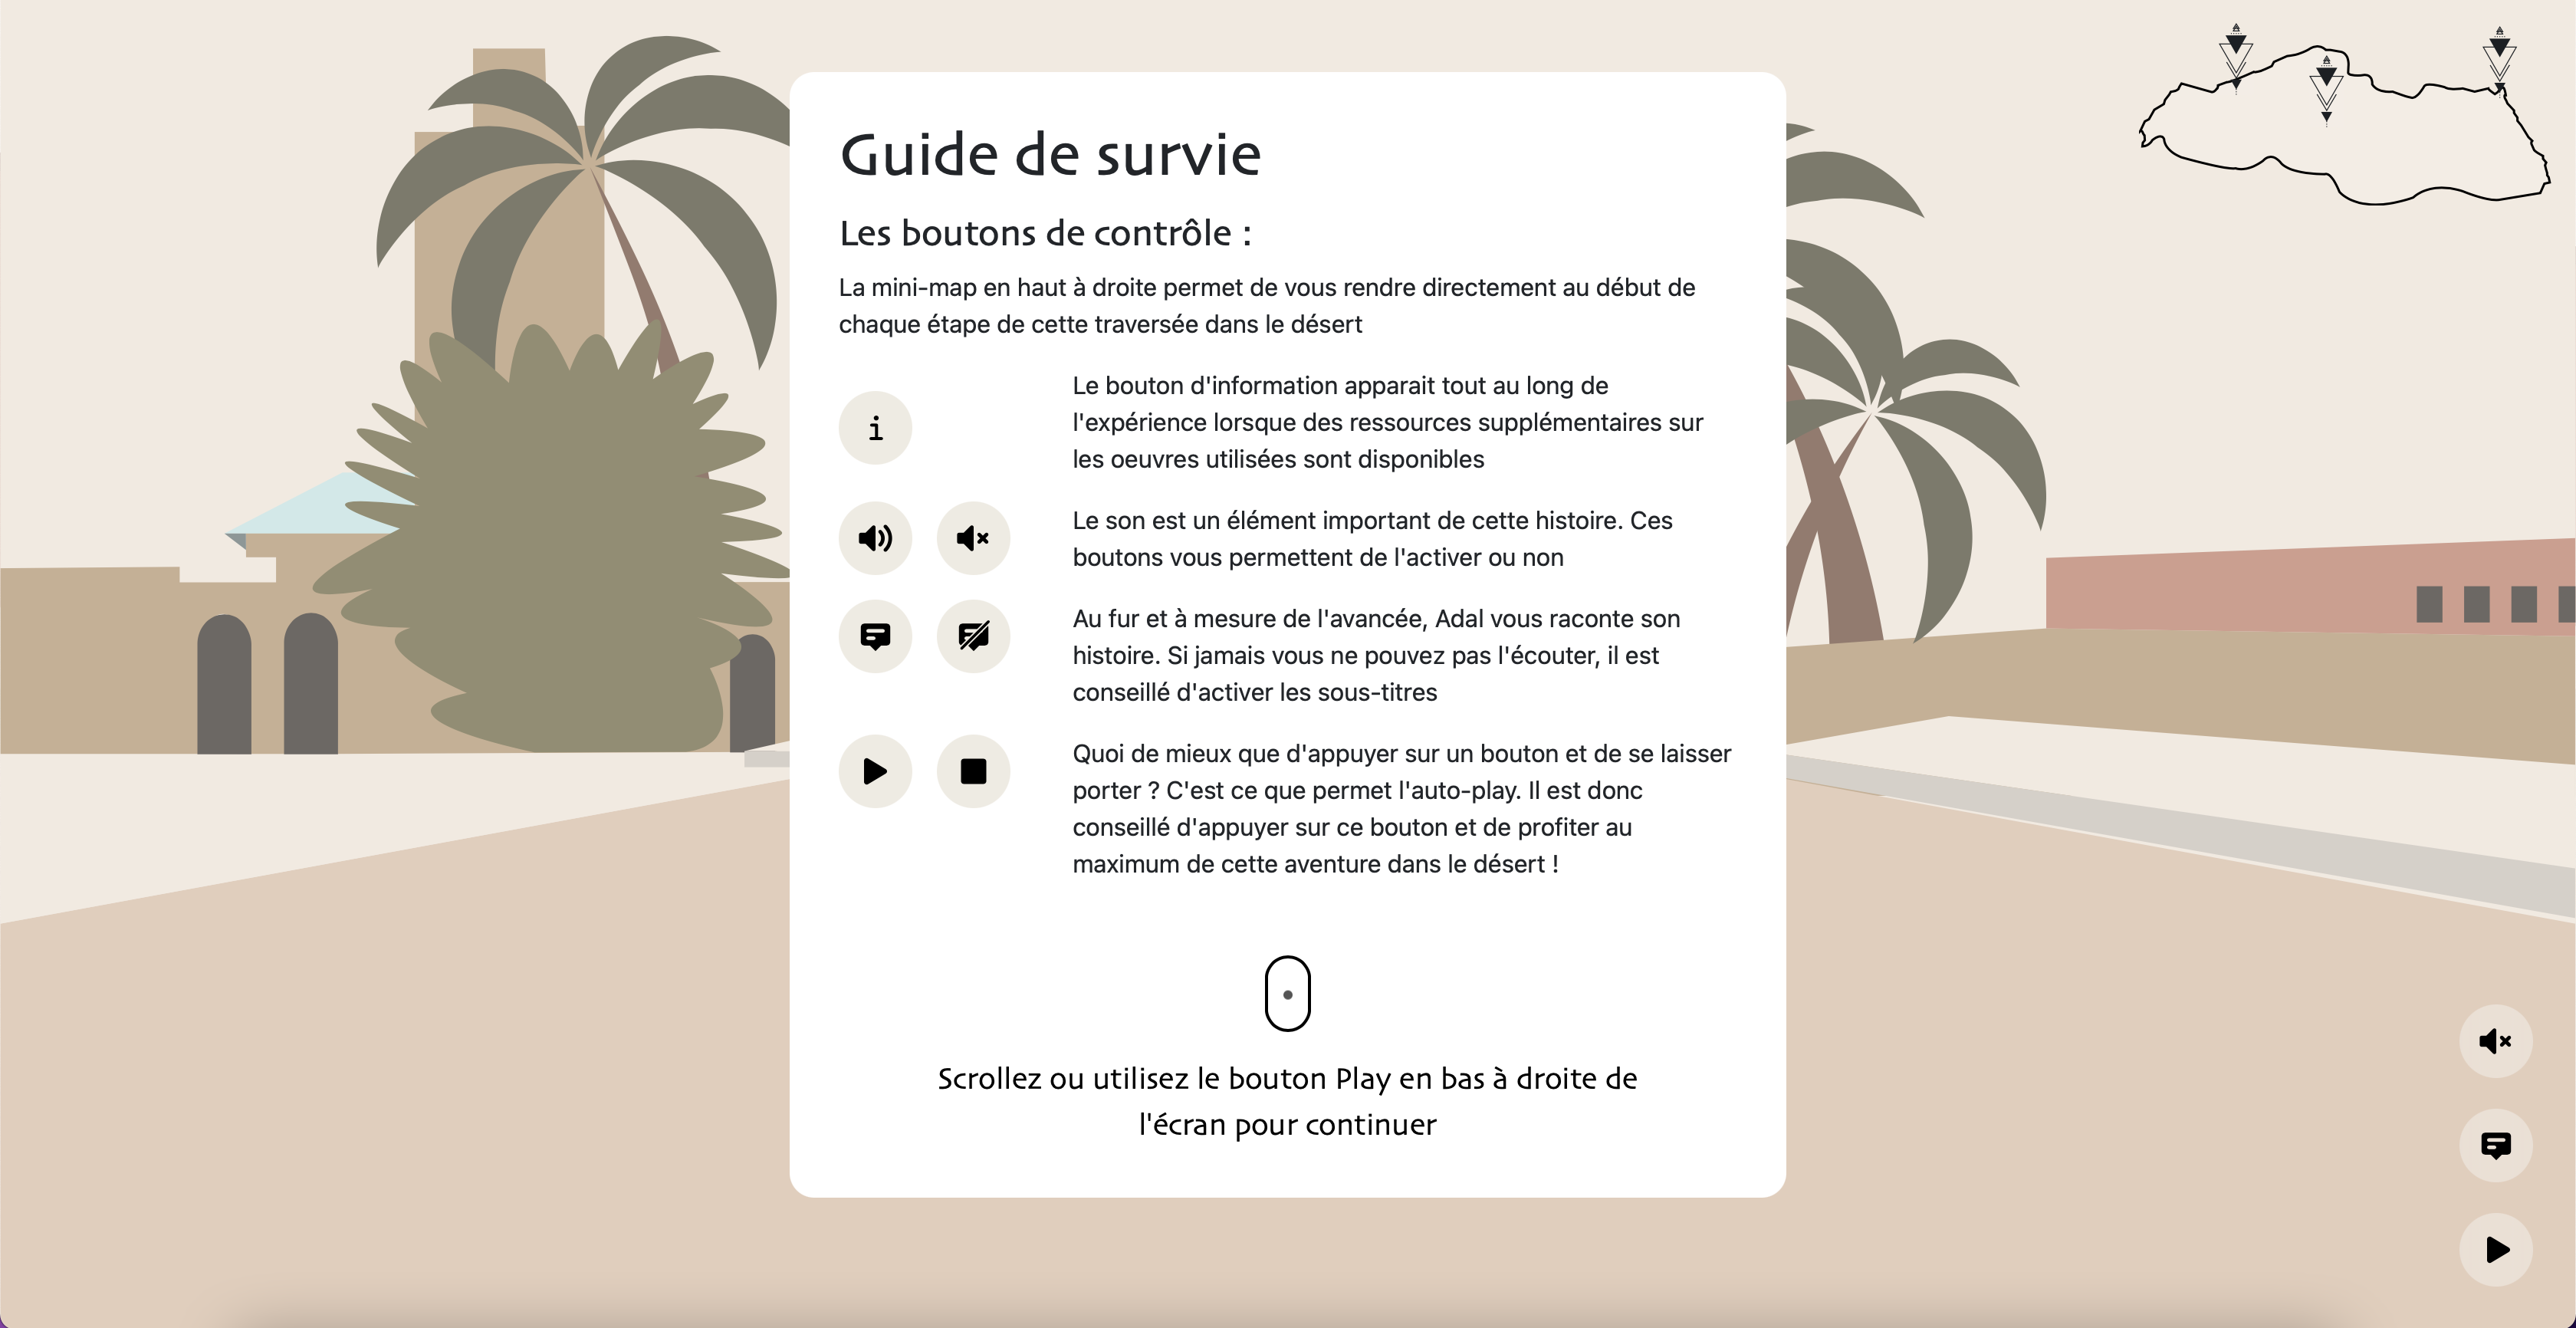 Guide de survie
Les boutons de contrôle :
La mini-map en haut à droite permet de vous rendre directement au début de
chaque étape de cette traversée dans le désert
Le bouton d'information apparait tout au long de
l'expérience lorsque des ressources supplémentaires sur
les oeuvres utilisées sont disponibles
Le son est un élément important de cette histoire. Ces
boutons vous permettent de l'activer ou non
Au fur et à mesure de l'avancée, Adal vous raconte son
histoire. Si jamais vous ne pouvez pas l'écouter, il est
conseillé d'activer les sous-titres
Quoi de mieux que d'appuyer sur un bouton et de se laisser
porter ? C'est ce que permet l'auto-play. Il est donc
conseillé d'appuyer sur ce bouton et de profiter au
maximum de cette aventure dans le désert !
Scrollez ou utilisez le bouton Play en bas à droite de
l'écran pour continuer